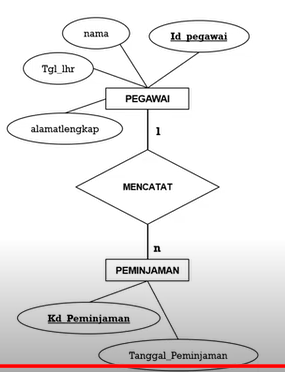 nama
Id_pegawai
Tgl_lhr
PEGAWAI
alamatlengkap
1
MENCATAT
n
PEMINJAMAN
Kd_Peminjaman
Tanggal_Peminjaman